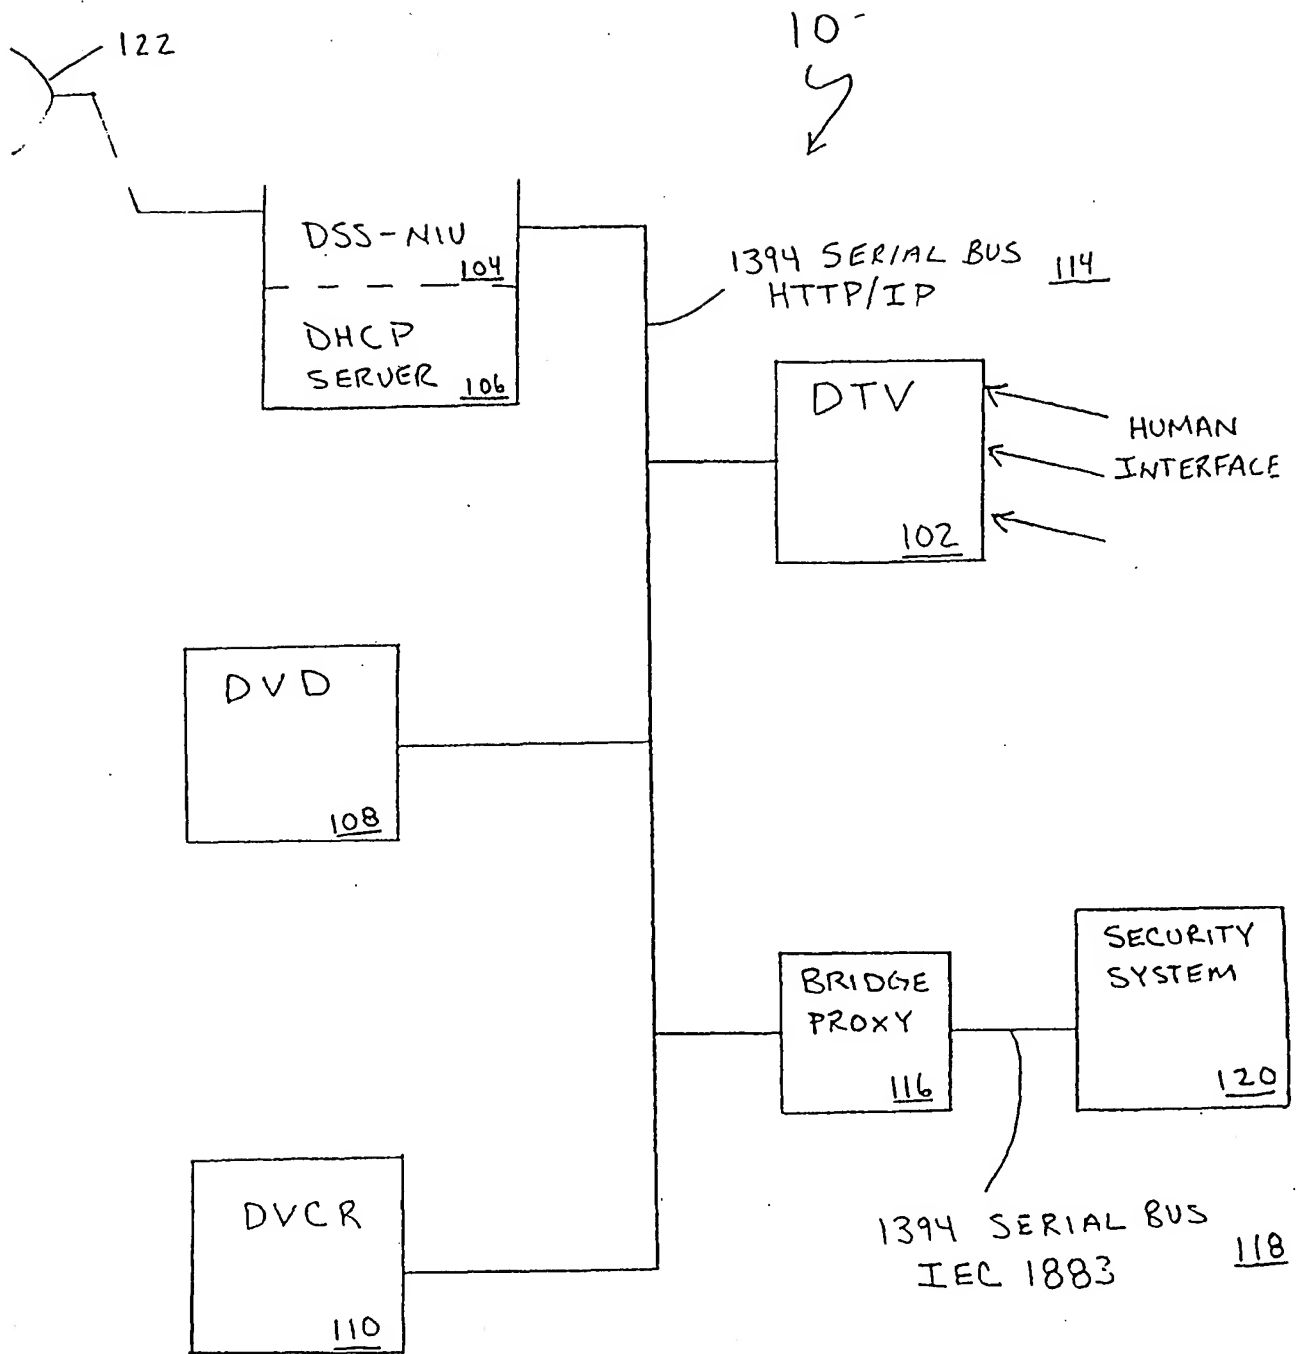 122
10
DSS-NIU
104
DHCP
SERVER
106
1394 SERIAL BUS
HTTP/IP
114
DTV
102
HUMAN
INTERFACE
DVD
108
BRIDGE
PROXY
116
SECURITY
SYSTEM
120
DVCR
110
1394 SERIAL BUS
IEC 1883
118